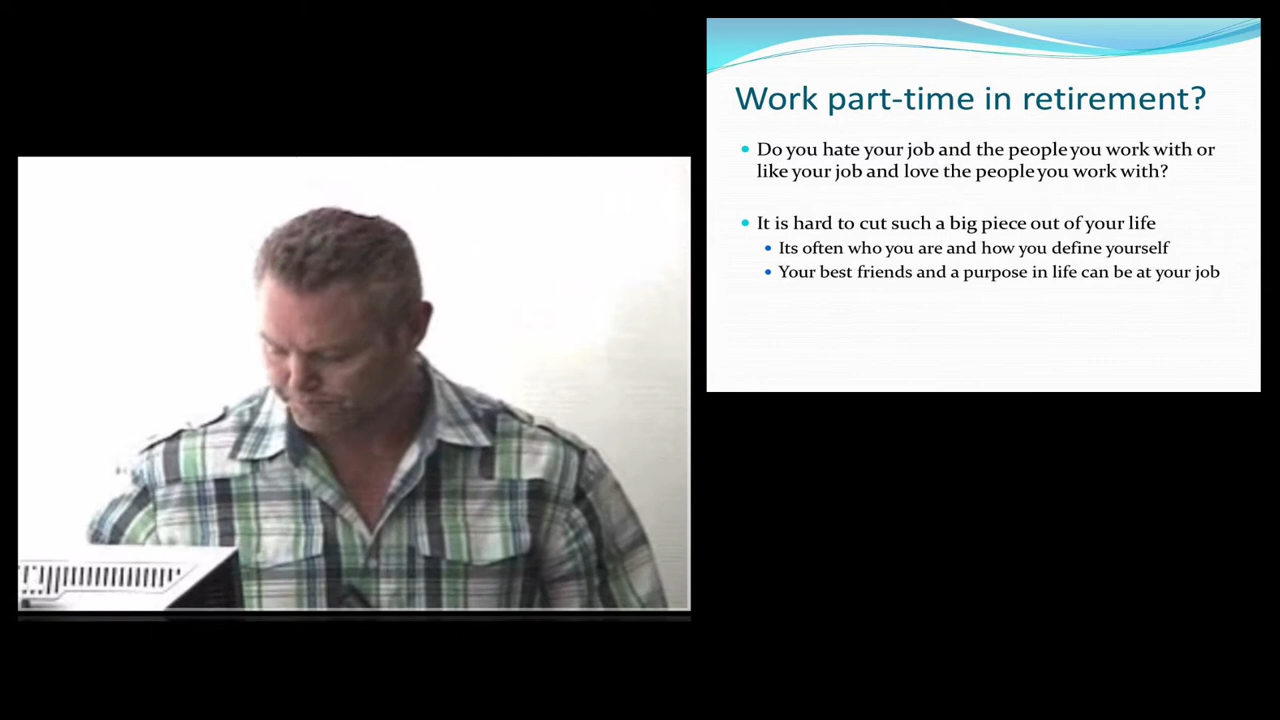 Work part-time in retirement?
Do you hate your job and the people you work with or
like your job and love the people you work with?
It is hard to cut such a big piece out of your life
Its often who you are and how you define yourself
Your best friends and a purpose in life can be at your job